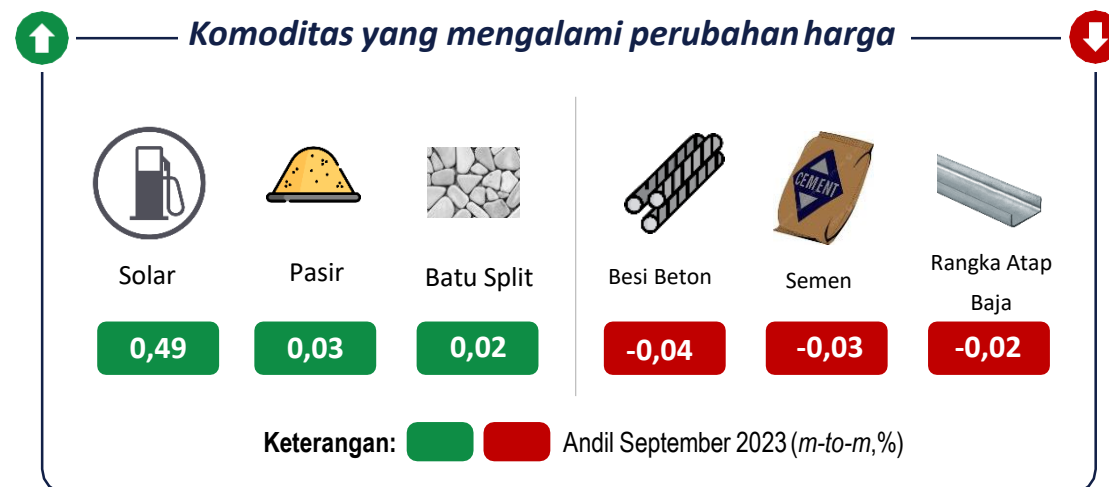 Komoditas yang mengalami perubahan harga
CEMENT
Solar
Pasir
Batu Split
Besi Beton
Semen
Rangka Atap
Baja
0,49
0,03
0,02
-0,04
-0,03
-0,02
Keterangan: Andil September 2023 (m-to-m,%)